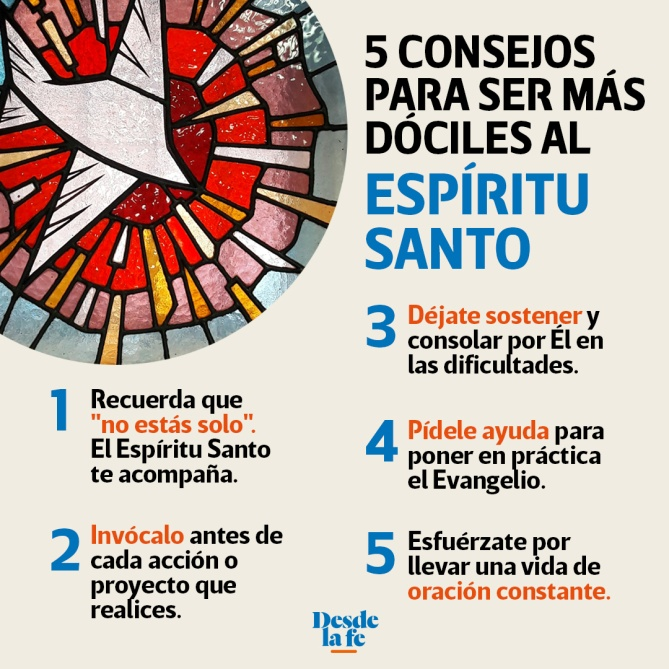 5 CONSEJOS
PARA SER MÁS
DÓCILES AL
ESPÍRITU
SANTO
1
Recuerda que
"no estás solo".
El Espíritu Santo
te acompaña.
2
Invócalo antes de
cada acción o
proyecto que
realices.
3
Déjate sostener y
consolar por Él en
las dificultades.
4
Pídele ayuda para
poner en práctica
el Evangelio.
5
Esfuérzate por
llevar una vida de
oración constante.
Desde
la fe